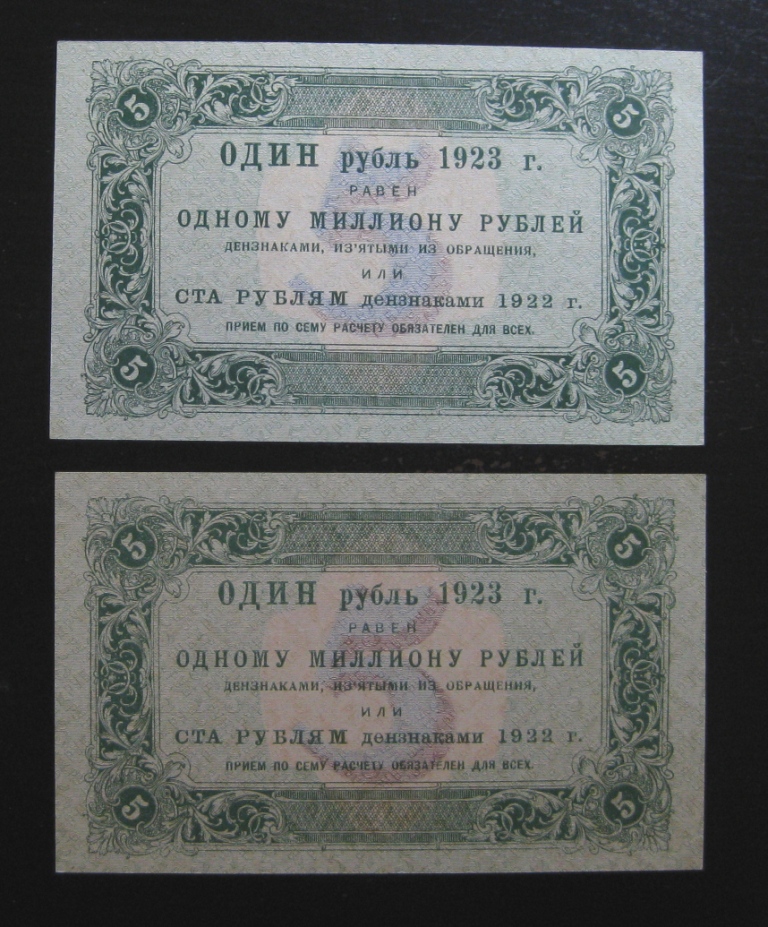 5 5
ОДИН рубль 1923 г.
РАВЕН
ОДНОМУ МИЛЛИОНУ РУБЛЕЙ
ДЕНЗНАКАМИ, ИЗ'ЯТЫМИ ИЗ ОБРАЩЕНИЯ,
ИЛИ
СТА РУБЛЯМ дензнаками 1922 г.
ПРИЕМ ПО СЕМУ РАСЧЕТУ ОБЯЗАТЕЛЕН ДЛЯ ВСЕХ.
5
5 5
5 5
ОДИН рубль 1923 г.
РАВЕН
ОДНОМУ МИЛЛИОНУ РУБЛЕЙ
ДЕНЗНАКАМИ, ИЗ'ЯТЫМИ ИЗ ОБРАЩЕНИЯ,
ИЛИ
СТА РУБЛЯМ дензнаками 1922 г.
ПРИЕМ ПО СЕМУ РАСЧЕТУ ОБЯЗАТЕЛЕН ДЛЯ ВСЕХ.
5
5 5